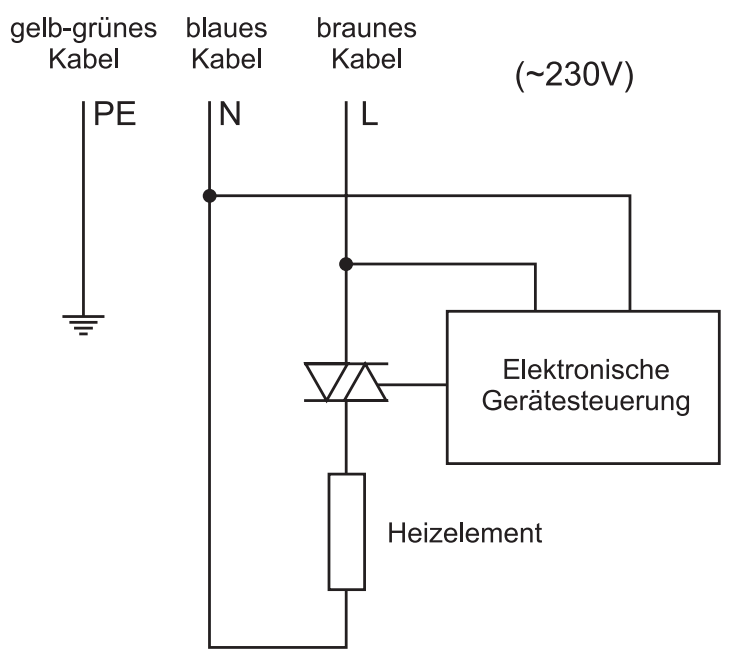 gelb-grünes
Kabel
blaues
Kabel
braunes
Kabel
(~230V)
PE
N
L
Elektronische
Gerätesteuerung
Heizelement